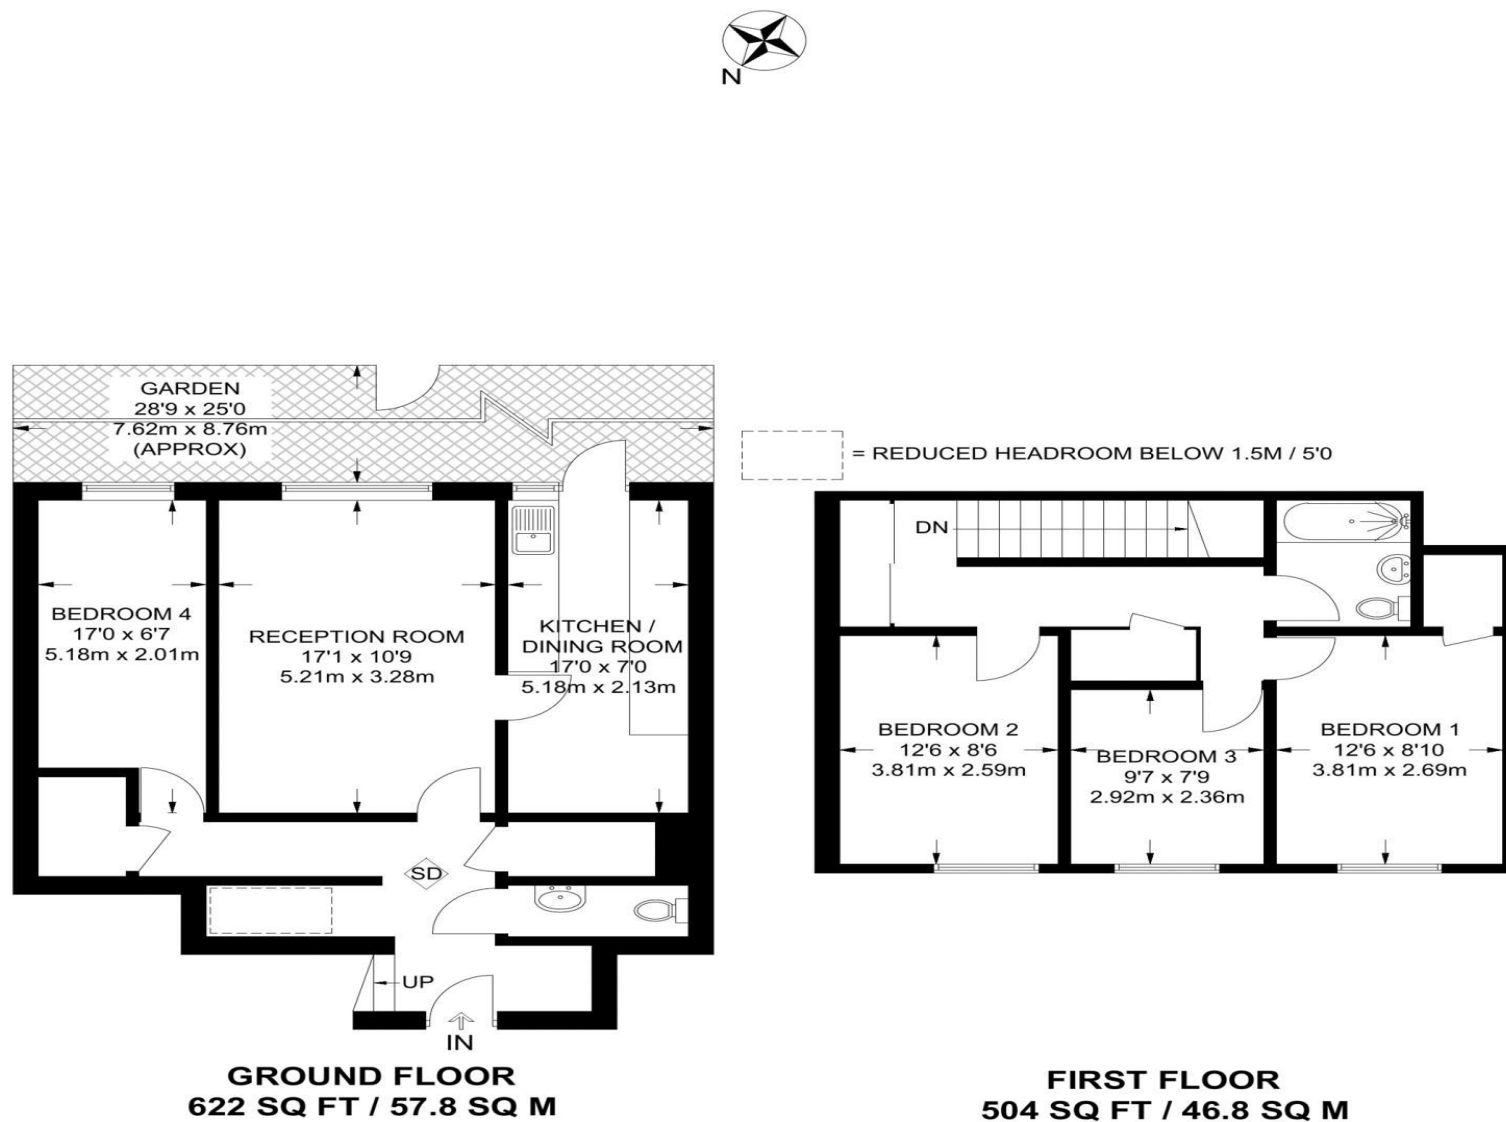 N
GARDEN
28'9 x 25'0
7.62m x 8.76m
(APPROX)
= REDUCED HEADROOM BELOW 1.5M / 5'0
BEDROOM 4
17'0 x 6'7
5.18m x 2.01m
RECEPTION ROOM
17'1 x 10'9
5.21m x 3.28m
KITCHEN /
DINING ROOM
17'0 x 7'0
5.18m x 2.13m
SD
UP
IN
GROUND FLOOR
622 SQ FT / 57.8 SQ M
DN
BEDROOM 2
12'6 x 8'6
3.81m x 2.59m
BEDROOM 3
9'7 x 7'9
2.92m x 2.36m
BEDROOM 1
12'6 x 8'10
3.81m x 2.69m
FIRST FLOOR
504 SQ FT / 46.8 SQ M